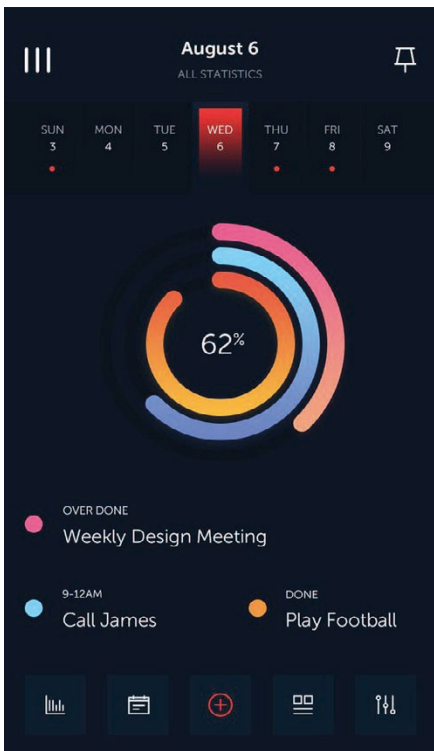 August 6
ALL STATISTICS
SUN MON TUE WED THU FRI SAT
3 4 5 6 7 8 9
62%
OVER DONE
Weekly Design Meeting
9-12AM DONE
Call James Play Football